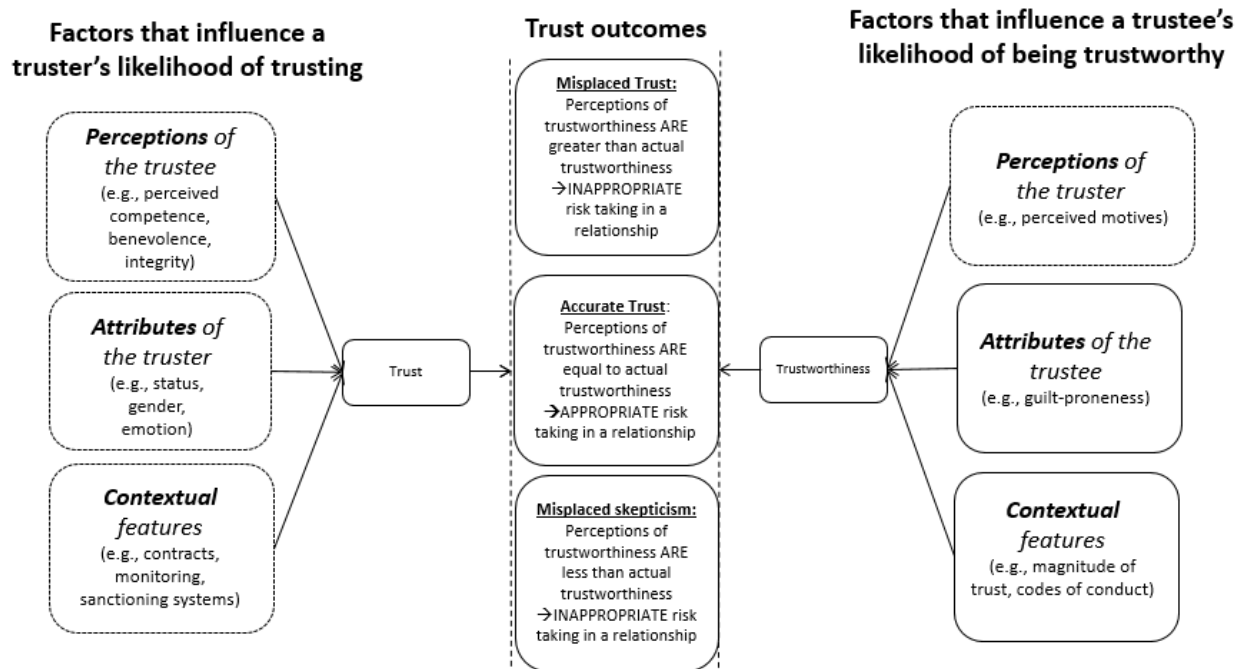 Factors that influence a
truster's likelihood of trusting
Perceptions of
the trustee
(e.g., perceived
competence,
benevolence,
integrity)
Attributes of
the truster
(e.g., status,
gender,
emotion)
Contextual
features
(e.g., contracts,
monitoring,
sanctioning systems)
Trust
Trust outcomes
Misplaced Trust:
Perceptions of
trustworthiness ARE
greater than actual
trustworthiness
→INAPPROPRIATE
risk taking in a
relationship
Accurate Trust:
Perceptions of
trustworthiness ARE
equal to actual
trustworthiness
→APPROPRIATE risk
taking in a relationship
Misplaced skepticism:
Perceptions of
trustworthiness ARE
less than actual
trustworthiness
→INAPPROPRIATE risk
taking in a relationship
Trustworthiness
Factors that influence a trustee's
likelihood of being trustworthy
Perceptions of
the truster
(e.g., perceived motives)
Attributes of the
trustee
(e.g., guilt-proneness)
Contextual
features
(e.g., magnitude of
trust, codes of conduct)